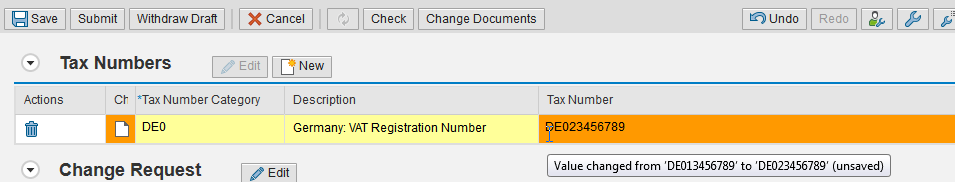 Save Submit Withdraw Draft Cancel Check Change Documents Undo Redo
Tax Numbers Edit New
Actions Ch *Tax Number Category Description Tax Number
DE0 Germany: VAT Registration Number DE023456789
Value changed from 'DE013456789' to 'DE023456789' (unsaved)
Change Request Edit